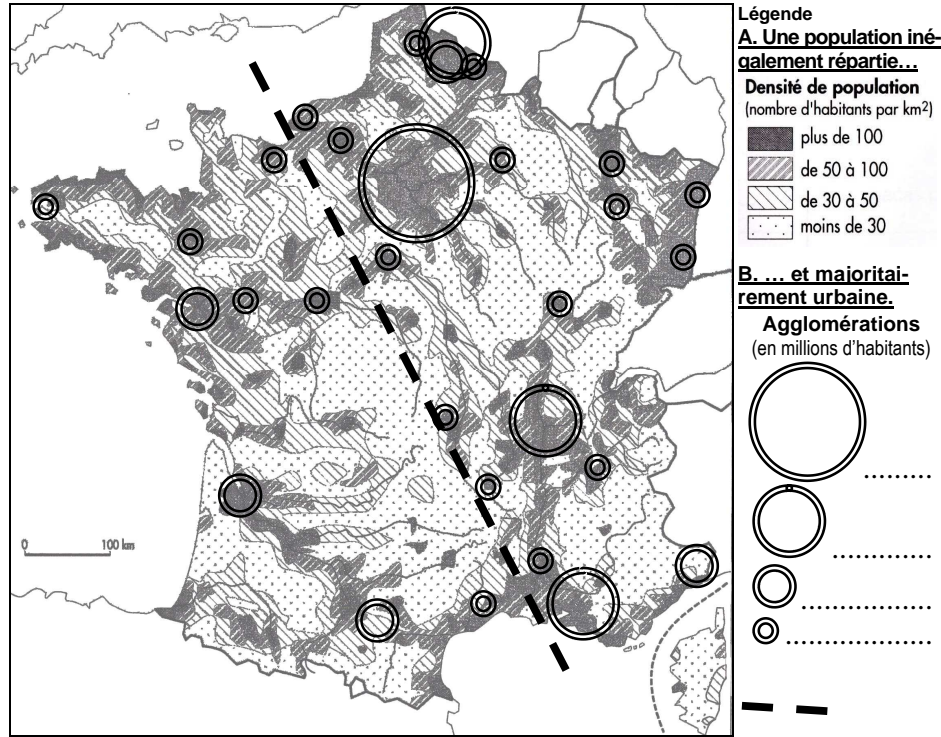 Légende
A. Une population iné-
galement répartie…
Densité de population
(nombre d'habitants par km2)
plus de 100
de 50 à 100
de 30 à 50
moins de 30
B. … et majoritai-
rement urbaine.
Agglomérations
(en millions d’habitants)
………
…………
……………
………………
0 100 km